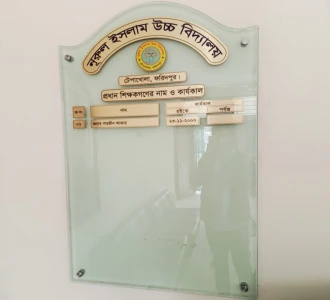 নূরুল ইসলাম উচ্চ বিদ্যালয়
টেপাখোলা, ফরিদপুর।
প্রধান শিক্ষকগণের নাম ও কার্যকাল
নাম কার্যকাল
হইতে পর্যন্ত